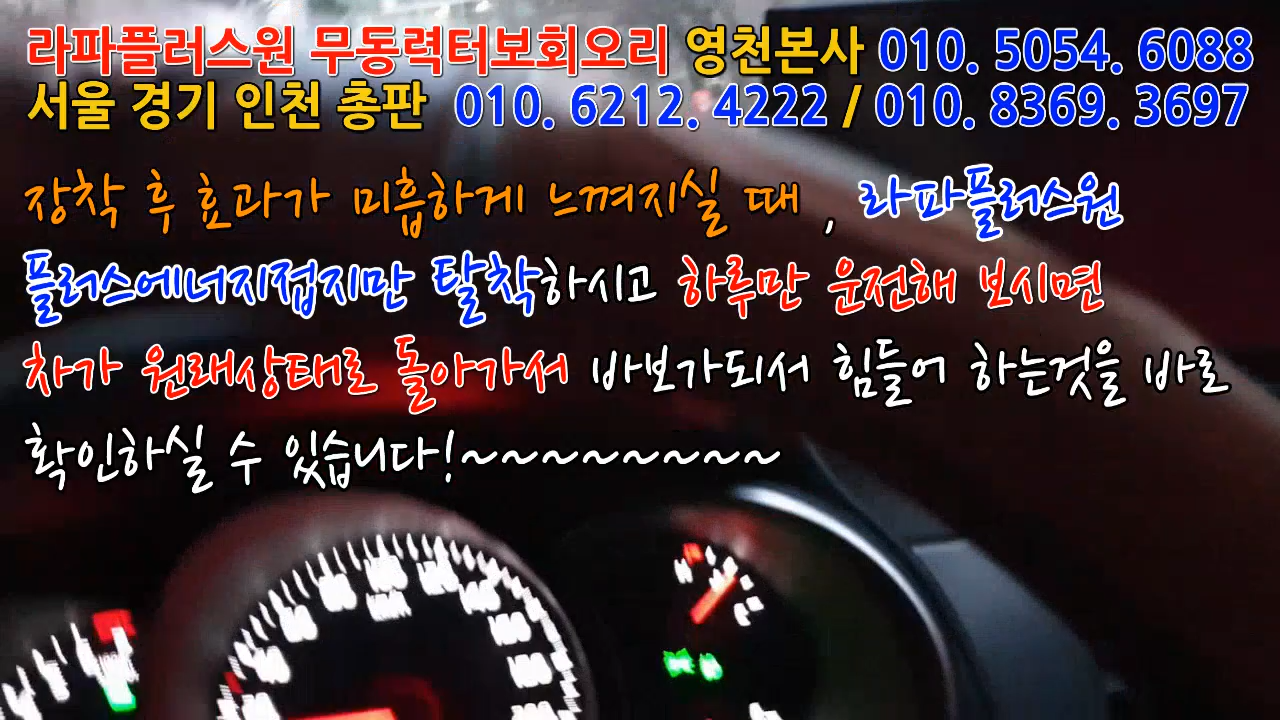 라파플러스원 무동력터보회오리 영천본사 010. 5054. 6088
서울 경기 인천 총판 010. 6212. 4222 / 010. 8369. 3697
장착 후 효과가 미흡하게 느껴지실 때 , 라파플러스원
플러스에너지접지만 탈착하시고 하루만 운전해 보시면
차가 원래상태로 돌아가서 바보가되서 힘들어 하는것을 바로
확인하실 수 있습니다!~~~~~~~~